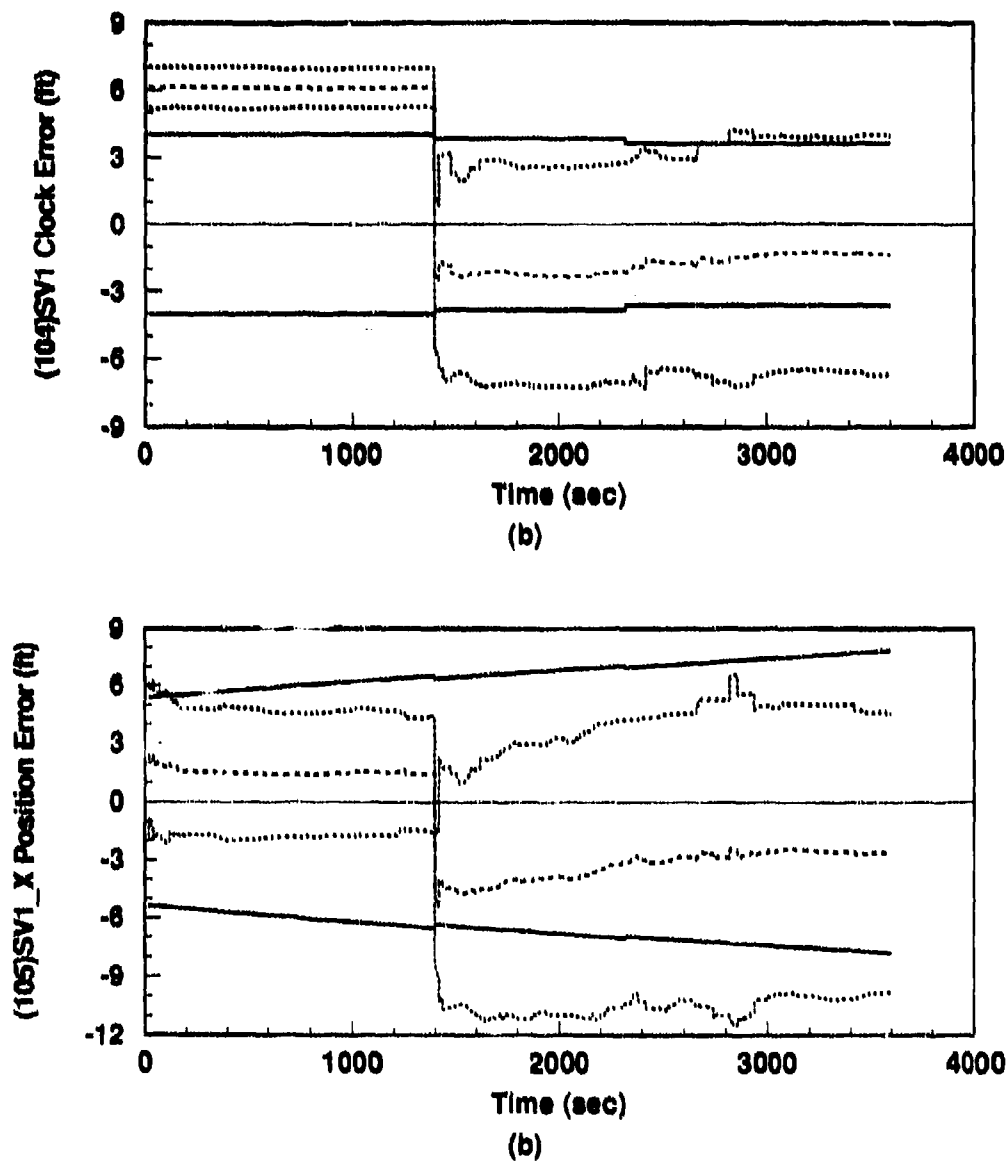 9
6
3
0
-3
-6
-9
{104}SV1 Clock Error (ft)
0 1000 2000 3000 4000
Time (sec)
(b)
9
6
3
0
-3
-6
-9
-12
{105}SV1_X Position Error (ft)
0 1000 2000 3000 4000
Time (sec)
(b)